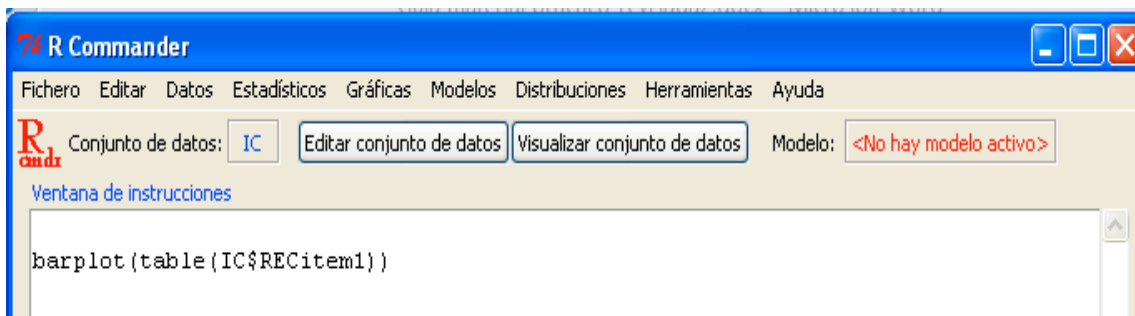 R Commander
Fichero Editar Datos Estadísticos Gráficas Modelos Distribuciones Herramientas Ayuda
R cmdr Conjunto de datos: IC Editar conjunto de datos Visualizar conjunto de datos Modelo: <No hay modelo activo>
Ventana de instrucciones
barplot(table(IC$RECitem1))